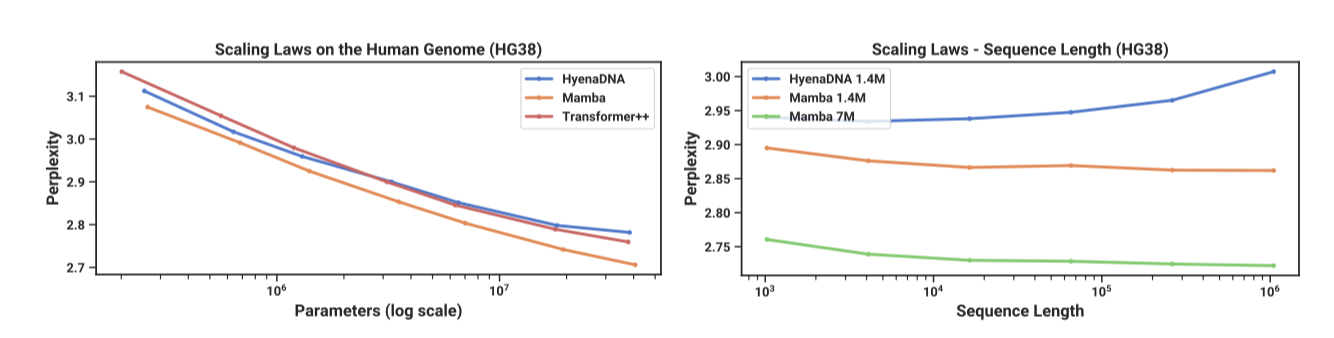 Scaling Laws on the Human Genome (HG38)
HyenaDNA
Mamba
Transformer++
3.1
3.0
2.9
2.8
2.7
Perplexity
10⁶
10⁷
Parameters (log scale)
Scaling Laws - Sequence Length (HG38)
HyenaDNA 1.4M
Mamba 1.4M
Mamba 7M
3.00
2.95
2.90
2.85
2.80
2.75
Perplexity
10³
10⁴
10⁵
10⁶
Sequence Length